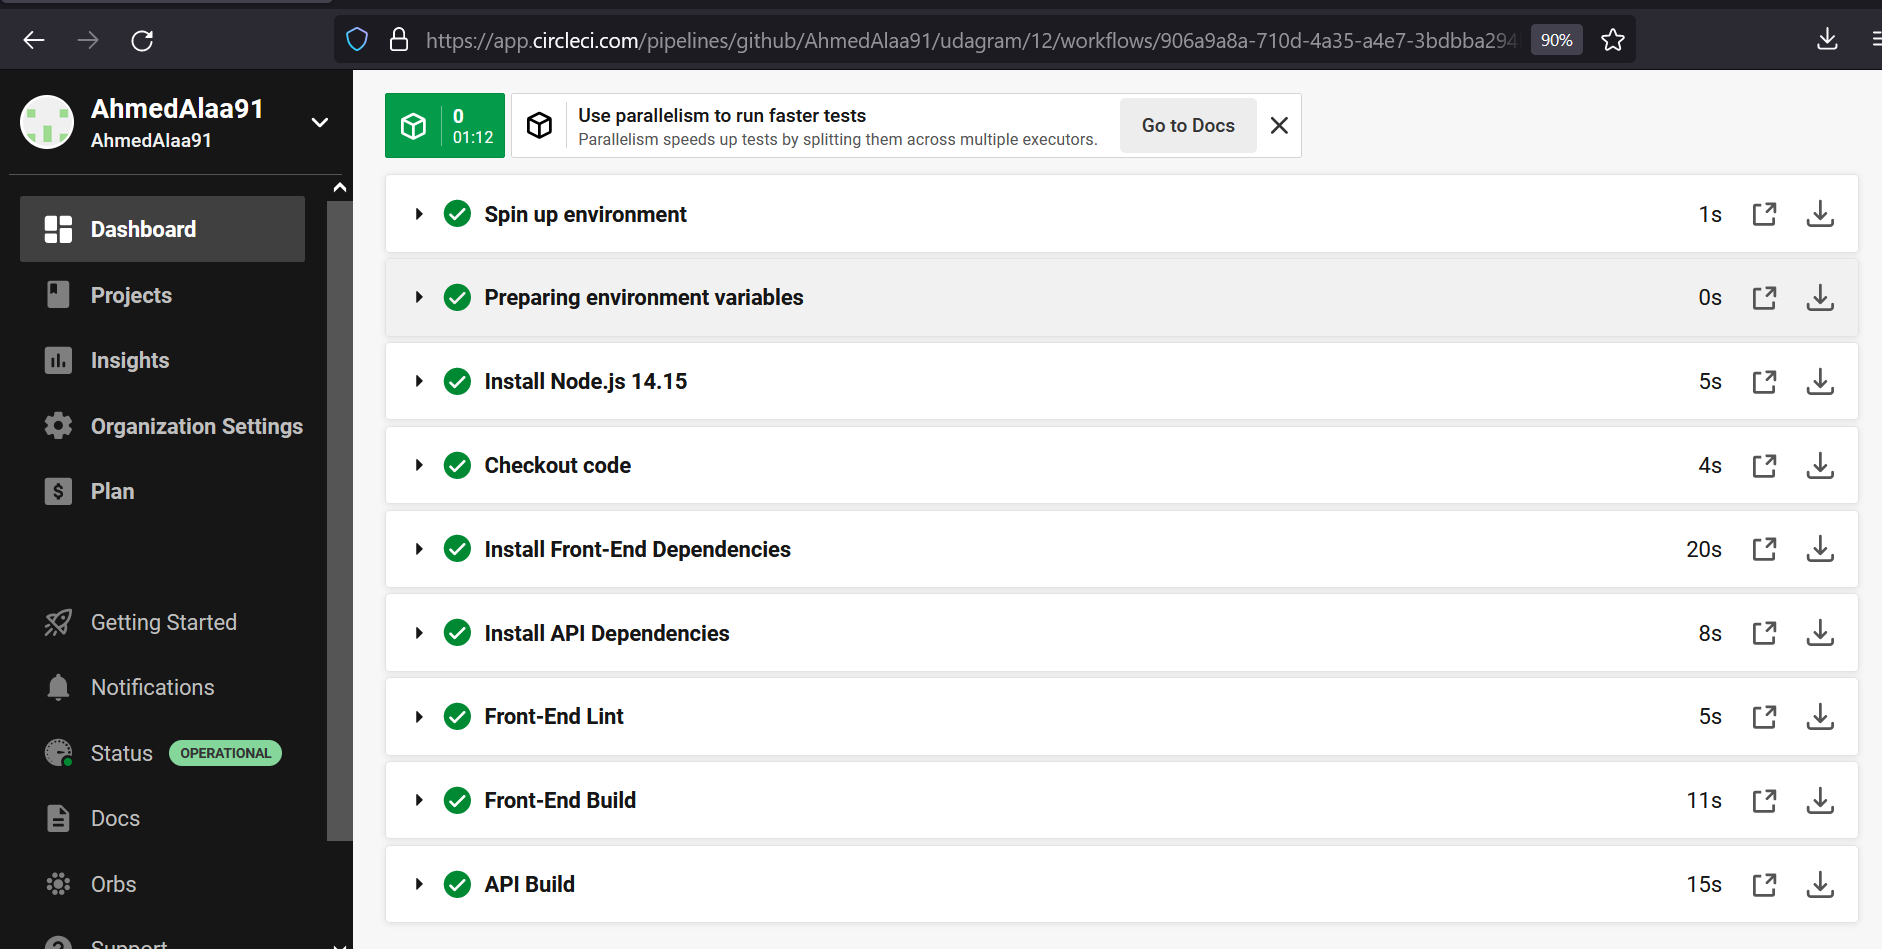 https://app.circleci.com/pipelines/github/AhmedAlaa91/udagram/12/workflows/906a9a8a-710d-4a35-a4e7-3bdbba294
90%
AhmedAlaa91
AhmedAlaa91
Dashboard
Projects
Insights
Organization Settings
Plan
Getting Started
Notifications
Status OPERATIONAL
Docs
Orbs
Support
0
01:12
Use parallelism to run faster tests
Parallelism speeds up tests by splitting them across multiple executors.
Go to Docs
Spin up environment 1s
Preparing environment variables 0s
Install Node.js 14.15 5s
Checkout code 4s
Install Front-End Dependencies 20s
Install API Dependencies 8s
Front-End Lint 5s
Front-End Build 11s
API Build 15s